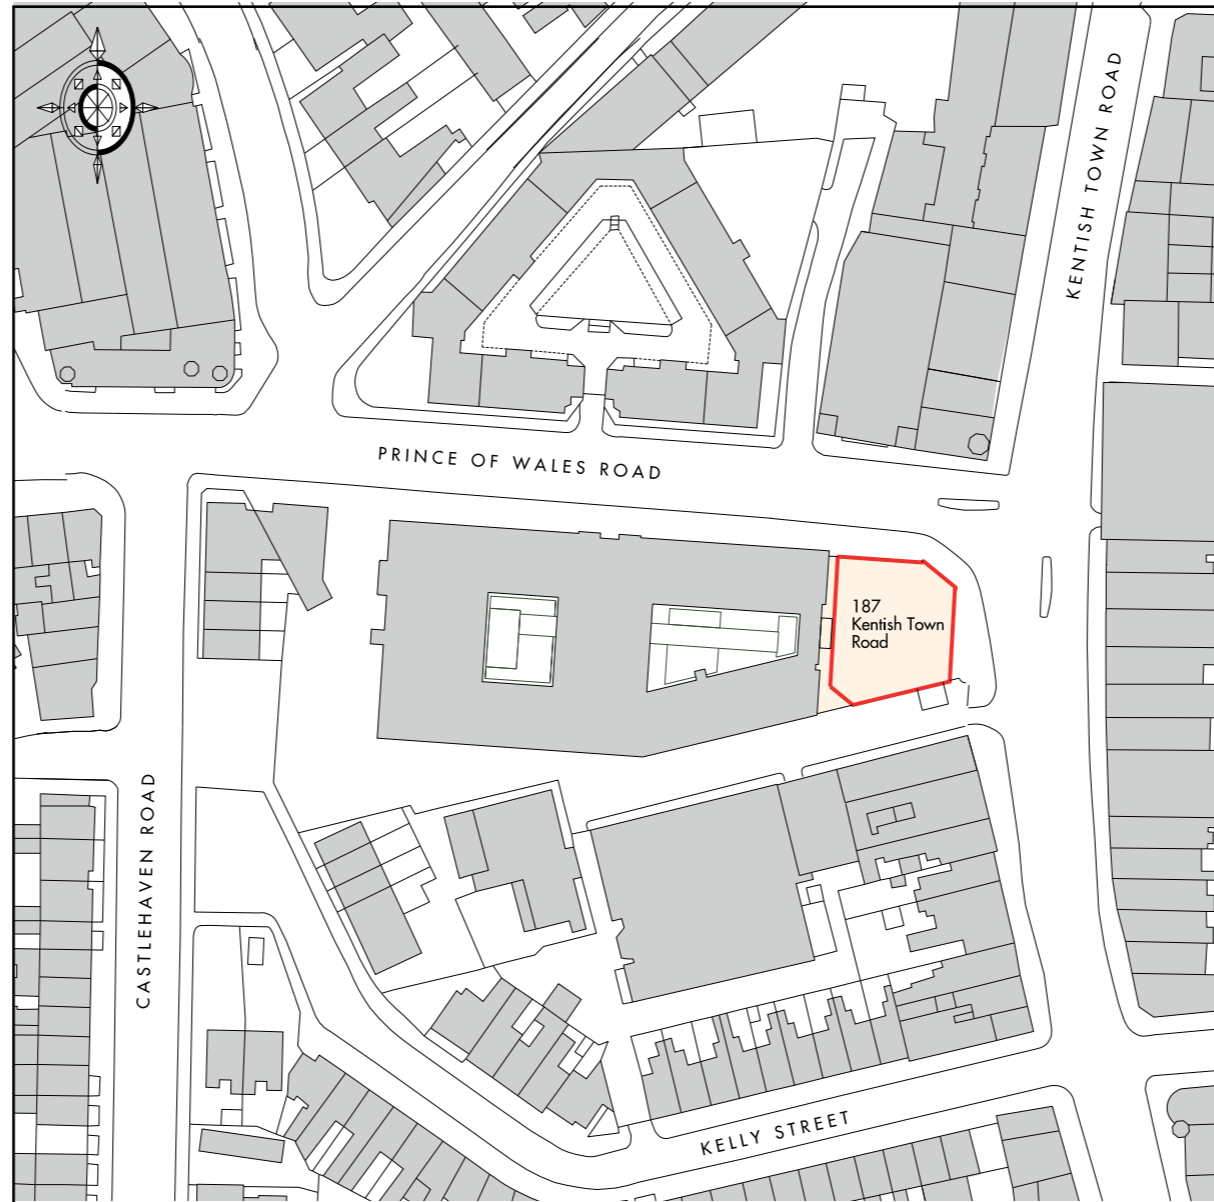 KENTISH TOWN ROAD
PRINCE OF WALES ROAD
187
Kentish Town
Road
CASTLEHAVEN ROAD
KELLY STREET